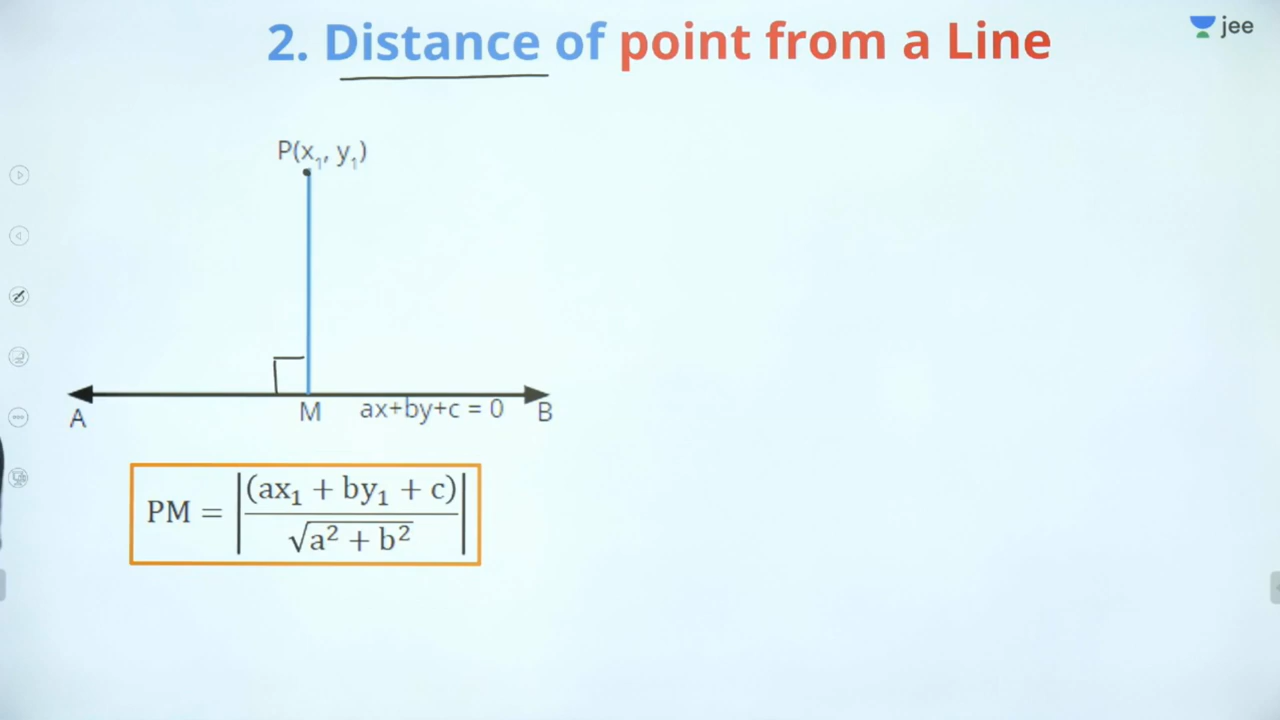 2. Distance of point from a Line
jee
P(x₁, y₁)
A
M
ax+by+c = 0
B
PM = |(ax₁ + by₁ + c) / √(a² + b²)|